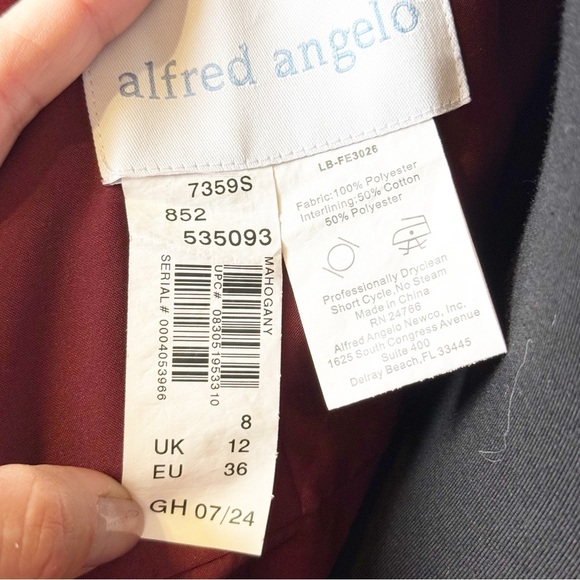 alfred angelo
7359S
852
535093
MAHOGANY
UPC# 083051953310
SERIAL# 0004053966
8
UK 12
EU 36
GH 07/24
LB-FE3026
Fabric:100% Polyester
Interlining:50% Cotton
50% Polyester
Professionally Dryclean
Short Cycle,No Steam
Made in China
RN 24766
Alfred Angelo Newco, Inc.
1625 South Congress Avenue
Suite 400
Delray Beach,FL 33445